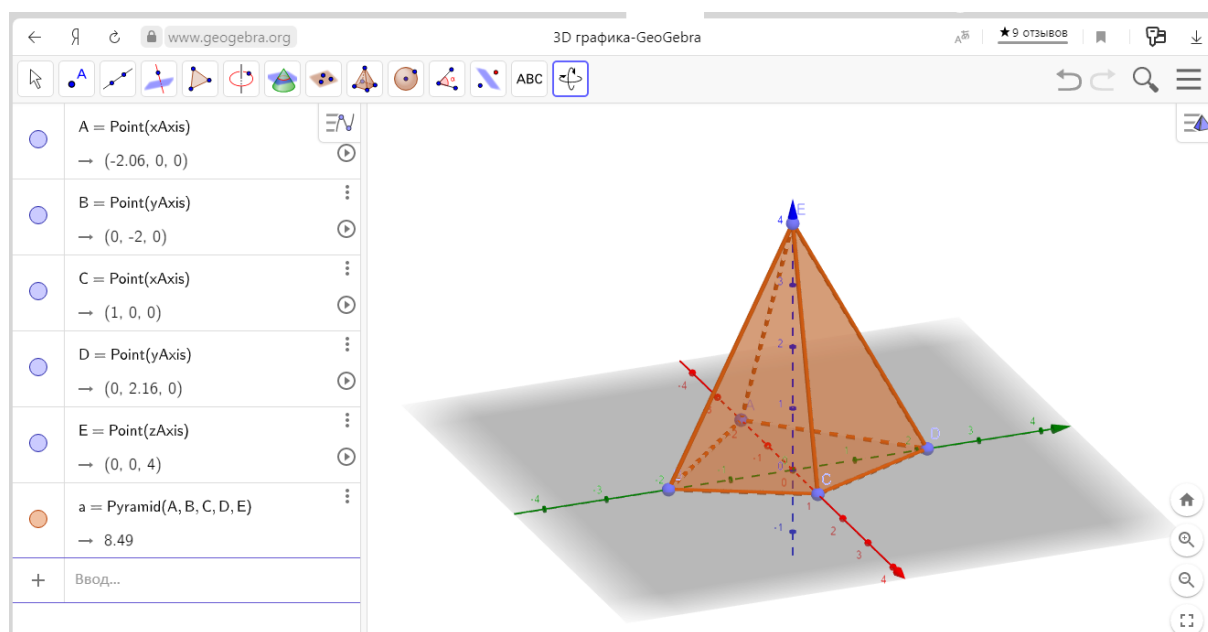 Я www.geogebra.org 3D графика-GeoGebra ★ 9 отзывов
ABC
A = Point(xAxis)
→ (-2.06, 0, 0)
B = Point(yAxis)
→ (0, -2, 0)
C = Point(xAxis)
→ (1, 0, 0)
D = Point(yAxis)
→ (0, 2.16, 0)
E = Point(zAxis)
→ (0, 0, 4)
a = Pyramid(A, B, C, D, E)
→ 8.49
+ Ввод...
4 E
3
2
-4
1 A
-1 0
-2 2 3 4
-4 -3 0 C
1
-1 2
3
4